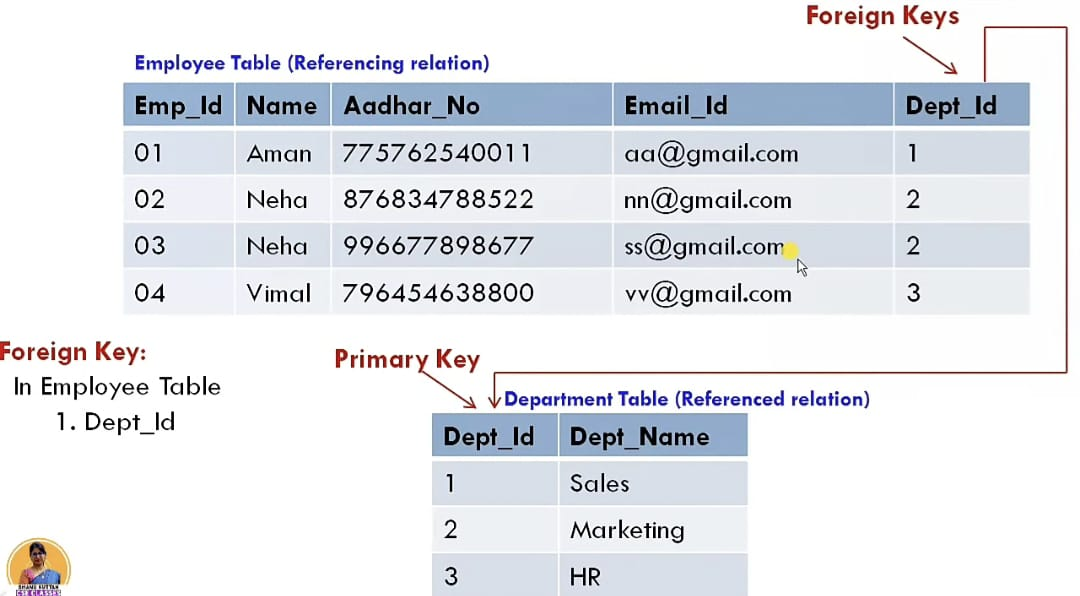 Foreign Keys
Employee Table (Referencing relation)
Emp_Id Name Aadhar_No Email_Id Dept_Id
01 Aman 775762540011 aa@gmail.com 1
02 Neha 876834788522 nn@gmail.com 2
03 Neha 996677898677 ss@gmail.com 2
04 Vimal 796454638800 vv@gmail.com 3
Foreign Key:
In Employee Table
1. Dept_Id
Primary Key
Department Table (Referenced relation)
Dept_Id Dept_Name
1 Sales
2 Marketing
3 HR
CSE CLASSES